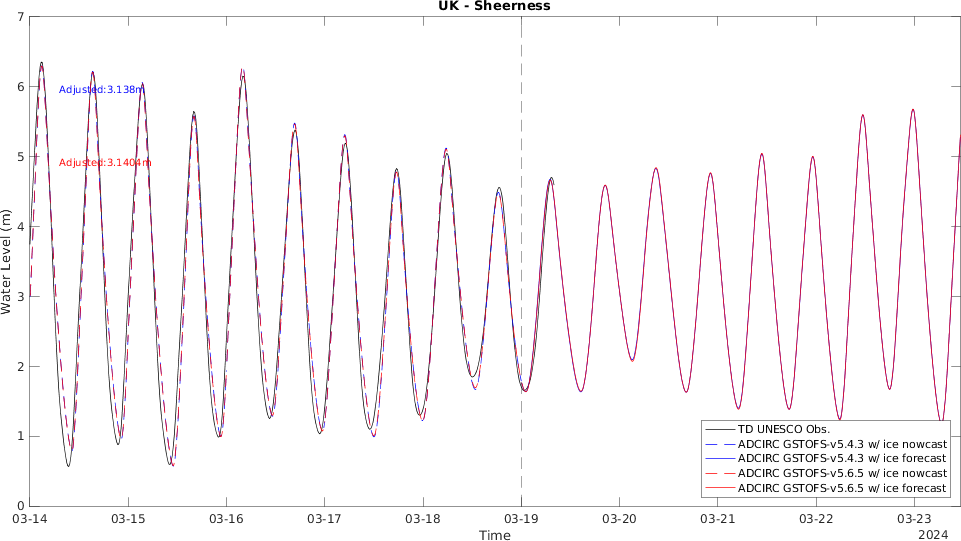 UK - Sheerness
7
6
5
4
3
2
1
0
Water Level (m)
Adjusted:3.138m
Adjusted:3.1404m
TD UNESCO Obs.
ADCIRC GSTOFS-v5.4.3 w/ ice nowcast
ADCIRC GSTOFS-v5.4.3 w/ ice forecast
ADCIRC GSTOFS-v5.6.5 w/ ice nowcast
ADCIRC GSTOFS-v5.6.5 w/ ice forecast
03-14 03-15 03-16 03-17 03-18 03-19 03-20 03-21 03-22 03-23
Time
2024